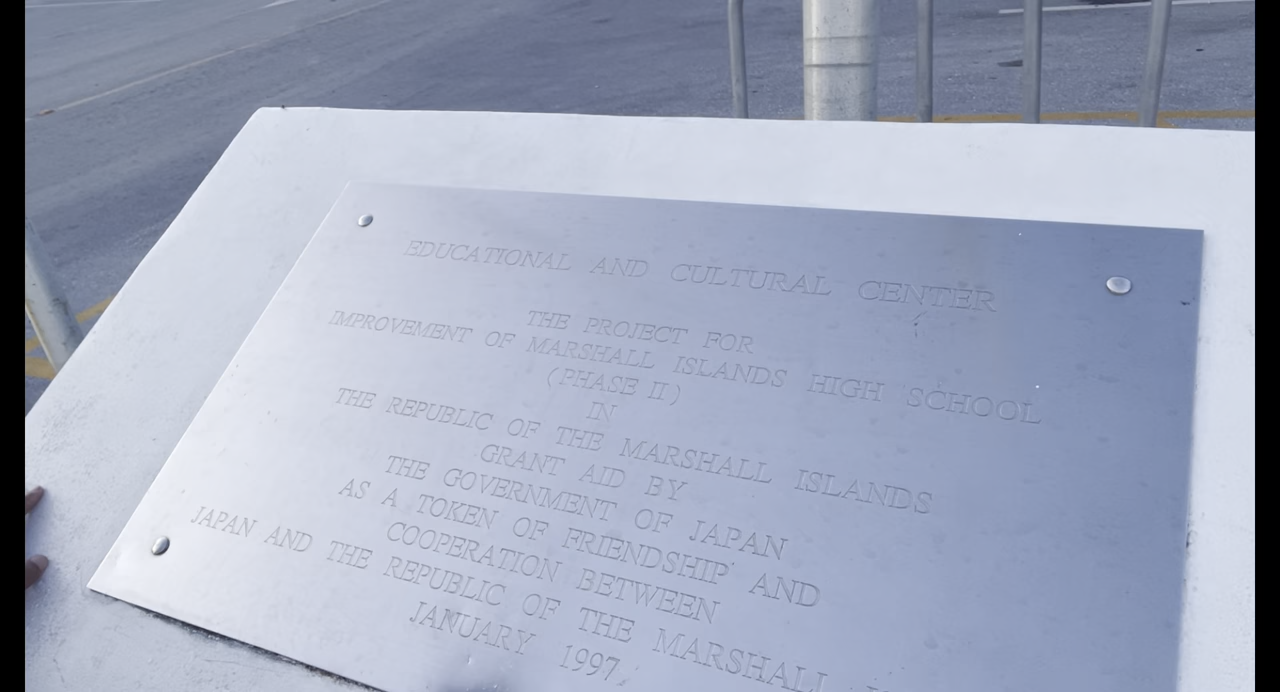 EDUCATIONAL AND CULTURAL CENTER
THE PROJECT FOR
IMPROVEMENT OF MARSHALL ISLANDS HIGH SCHOOL
(PHASE II)
IN
THE REPUBLIC OF THE MARSHALL ISLANDS
GRANT AID BY
THE GOVERNMENT OF JAPAN
AS A TOKEN OF FRIENDSHIP AND
COOPERATION BETWEEN
JAPAN AND THE REPUBLIC OF THE MARSHALL
JANUARY 1997